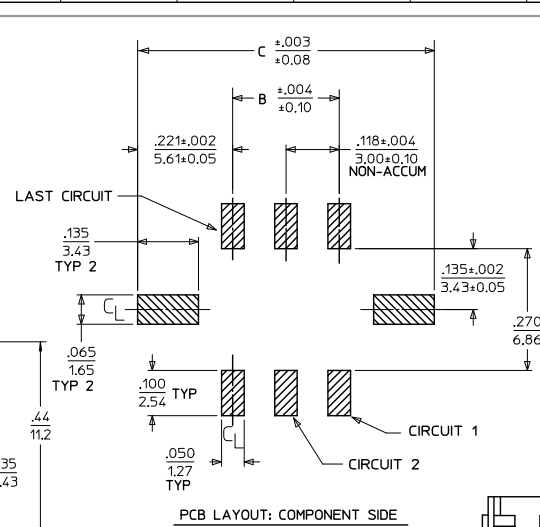 C ±.003
±0.08
B ±.004
±0.10
.221±.002
5.61±0.05
.118±.004
3.00±0.10
NON-ACCUM
LAST CIRCUIT
.135
3.43
TYP 2
.135±.002
3.43±0.05
CL
.270
6.86
.065
1.65
TYP 2
.100
2.54 TYP
.44
11.2
CL
CIRCUIT 1
.050
1.27
TYP
CIRCUIT 2
35
.43
PCB LAYOUT: COMPONENT SIDE